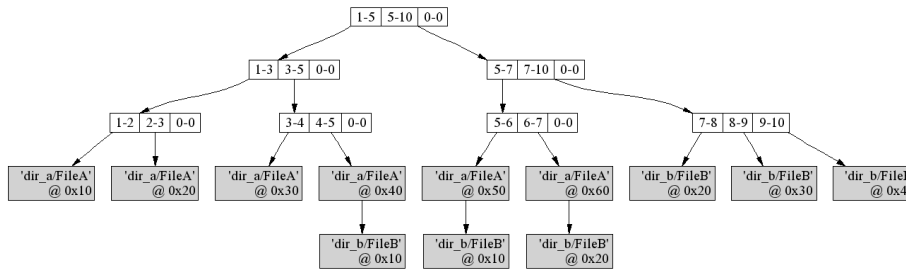 1-5 5-10 0-0
1-3 3-5 0-0
5-7 7-10 0-0
1-2 2-3 0-0
3-4 4-5 0-0
5-6 6-7 0-0
7-8 8-9 9-10
'dir_a/FileA'
@ 0x10
'dir_a/FileA'
@ 0x20
'dir_a/FileA'
@ 0x30
'dir_a/FileA'
@ 0x40
'dir_a/FileA'
@ 0x50
'dir_a/FileA'
@ 0x60
'dir_b/FileB'
@ 0x20
'dir_b/FileB'
@ 0x30
'dir_b/File
@ 0x4
'dir_b/FileB'
@ 0x10
'dir_b/FileB'
@ 0x10
'dir_b/FileB'
@ 0x20